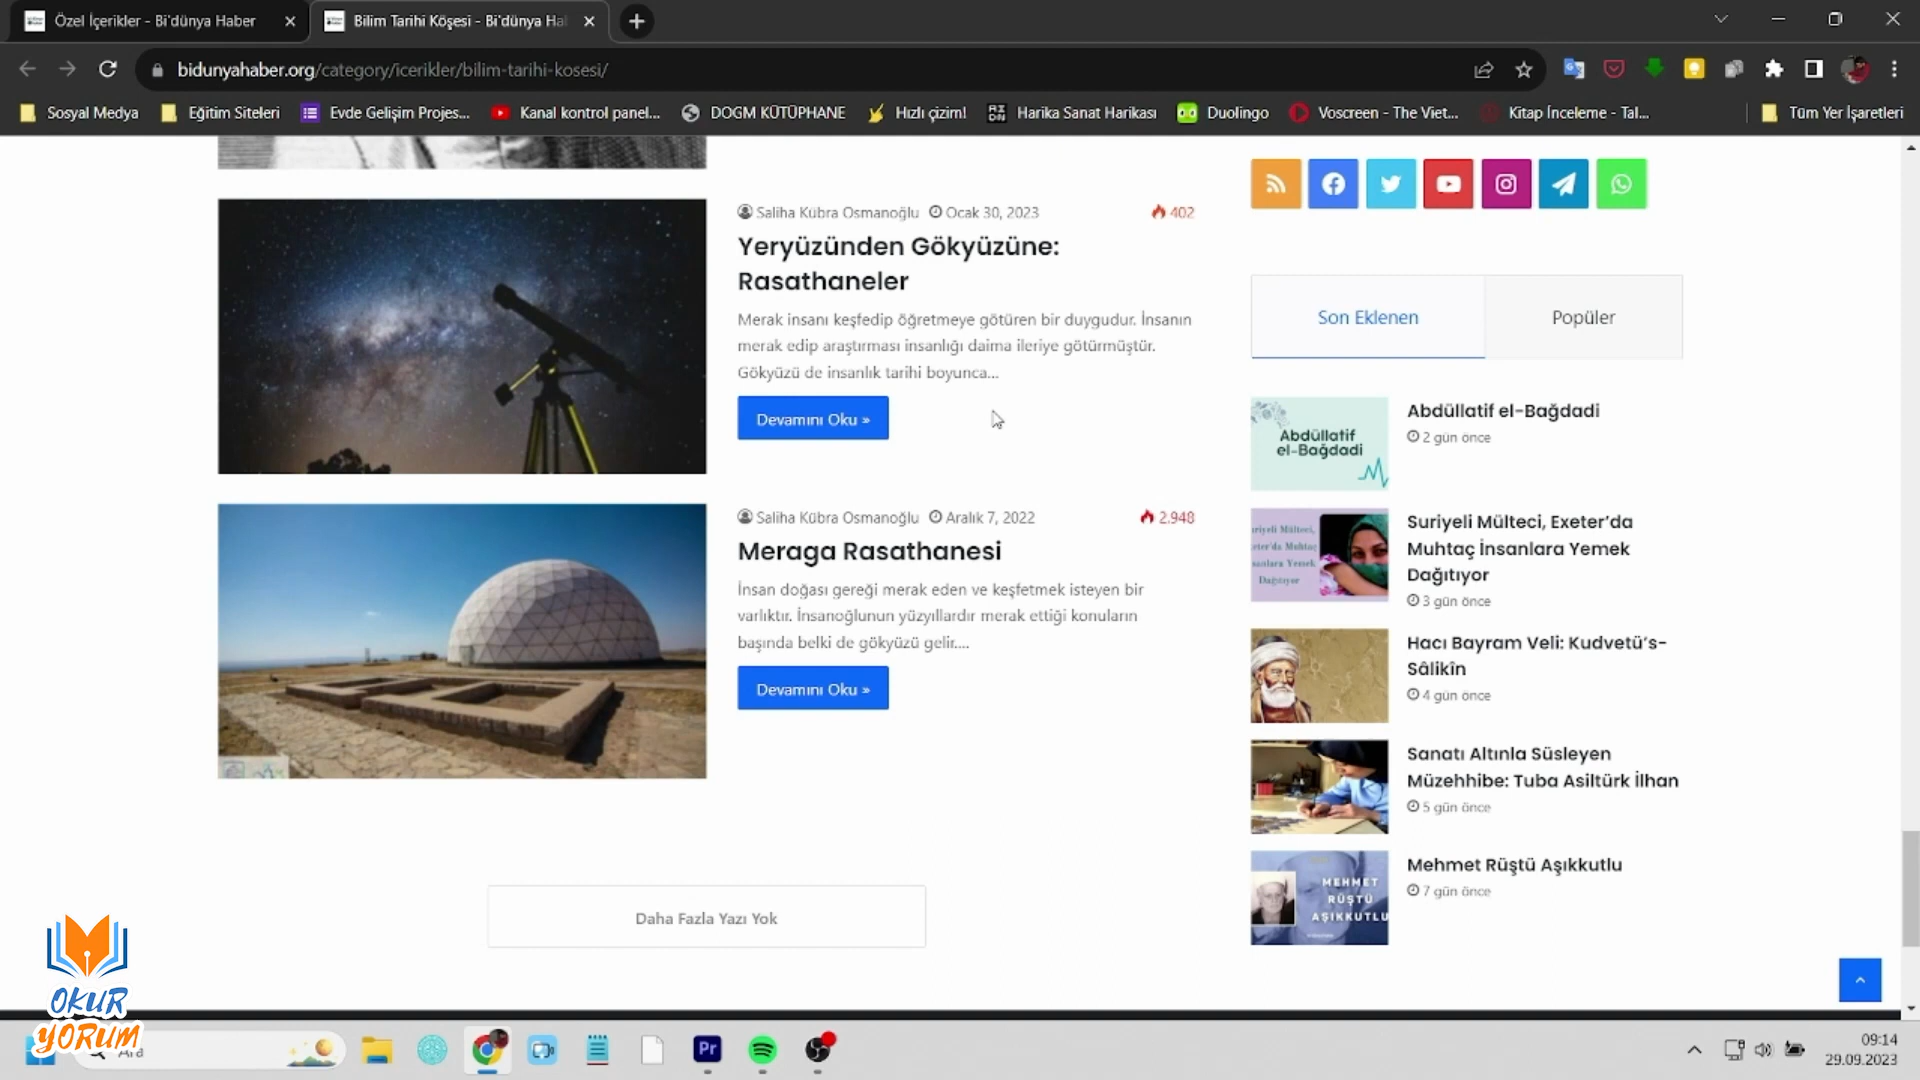 Özel İçerikler - Bi'dünya Haber
Bilim Tarihi Köşesi - Bi'dünya Ha
bidunyahaber.org/category/icerikler/bilim-tarihi-kosesi/
Sosyal Medya
Eğitim Siteleri
Evde Gelişim Projes...
Kanal kontrol panel...
DOGM KÜTÜPHANE
Hızlı çizim!
Harika Sanat Harikası
Duolingo
Voscreen - The Viet...
Kitap İnceleme - Tal...
Tüm Yer İşaretleri
Saliha Kübra Osmanoğlu Ocak 30, 2023 402
Yeryüzünden Gökyüzüne:
Rasathaneler
Merak insanı keşfedip öğretmeye götüren bir duygudur. İnsanın
merak edip araştırması insanlığı daima ileriye götürmüştür.
Gökyüzü de insanlık tarihi boyunca...
Devamını Oku »
Saliha Kübra Osmanoğlu Aralık 7, 2022 2.948
Meraga Rasathanesi
İnsan doğası gereği merak eden ve keşfetmek isteyen bir
varlıktır. İnsanoğlunun yüzyıllardır merak ettiği konuların
başında belki de gökyüzü gelir....
Devamını Oku »
Daha Fazla Yazı Yok
Son Eklenen
Popüler
Abdüllatif
el-Bağdadi
Abdüllatif el-Bağdadi
2 gün önce
Suriyeli Mülteci, Exeter'da
Muhtaç İnsanlara Yemek
Dağıtıyor
3 gün önce
Hacı Bayram Veli: Kudvetü's-
Sâlikîn
4 gün önce
Sanatı Altınla Süsleyen
Müzehhibe: Tuba Asiltürk İlhan
5 gün önce
MEHMET
RÜŞTÜ
AŞIKKUTLU
Mehmet Rüştü Aşıkkutlu
7 gün önce
OKUR
YORUM
Ara
Pr
09:14
29.09.2023